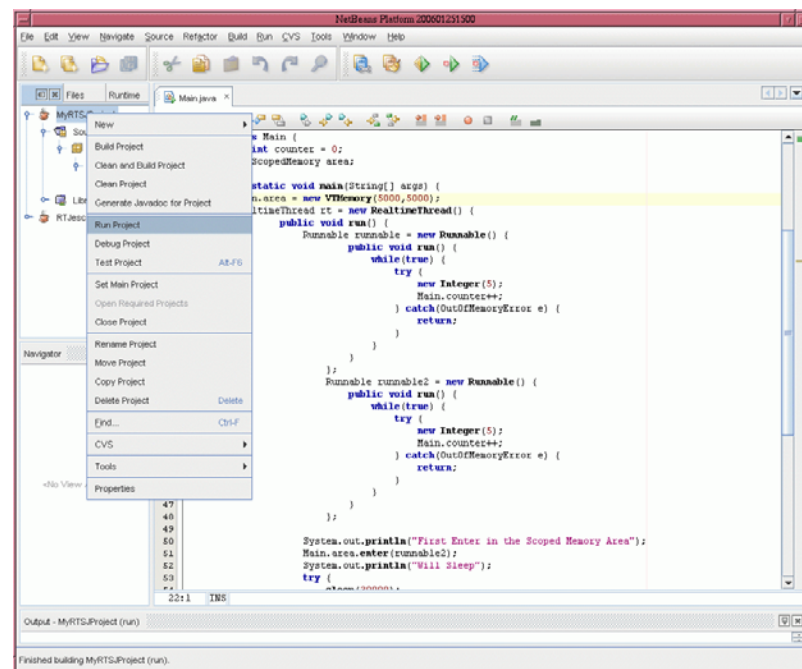 NetBeans Platform 200601251500
File Edit View Navigate Source Refactor Build Run CVS Tools Window Help
Files Runtime
Main.java ×
MyRTSJProject
Sou
Libr
RTJesc
New
Build Project
Clean and Build Project
Clean Project
Generate Javadoc for Project
Run Project
Debug Project
Test Project Alt-F6
Set Main Project
Open Required Projects
Close Project
Rename Project
Move Project
Copy Project
Delete Project Delete
Find... Ctrl-F
CVS
Tools
Properties
Navigator
<No View A
s Main {
int counter = 0;
ScopedMemory area;
static void main(String[] args) {
n.area = new VTMemory(5000,5000);
ltimeThread rt = new RealtimeThread() {
public void run() {
Runnable runnable = new Runnable() {
public void run() {
while(true) {
try {
new Integer(5);
Main.counter++;
} catch(OutOfMemoryError e) {
return;
}
}
}
};
Runnable runnable2 = new Runnable() {
public void run() {
while(true) {
try {
new Integer(5);
Main.counter++;
} catch(OutOfMemoryError e) {
return;
}
}
47 }
48 };
49
50 System.out.println("First Enter in the Scoped Memory Area");
51 Main.area.enter(runnable2);
52 System.out.println("Will Sleep");
53 try {
54 sleep(30000);
22:1 INS
Output - MyRTSJProject (run)
Finished building MyRTSJProject (run).